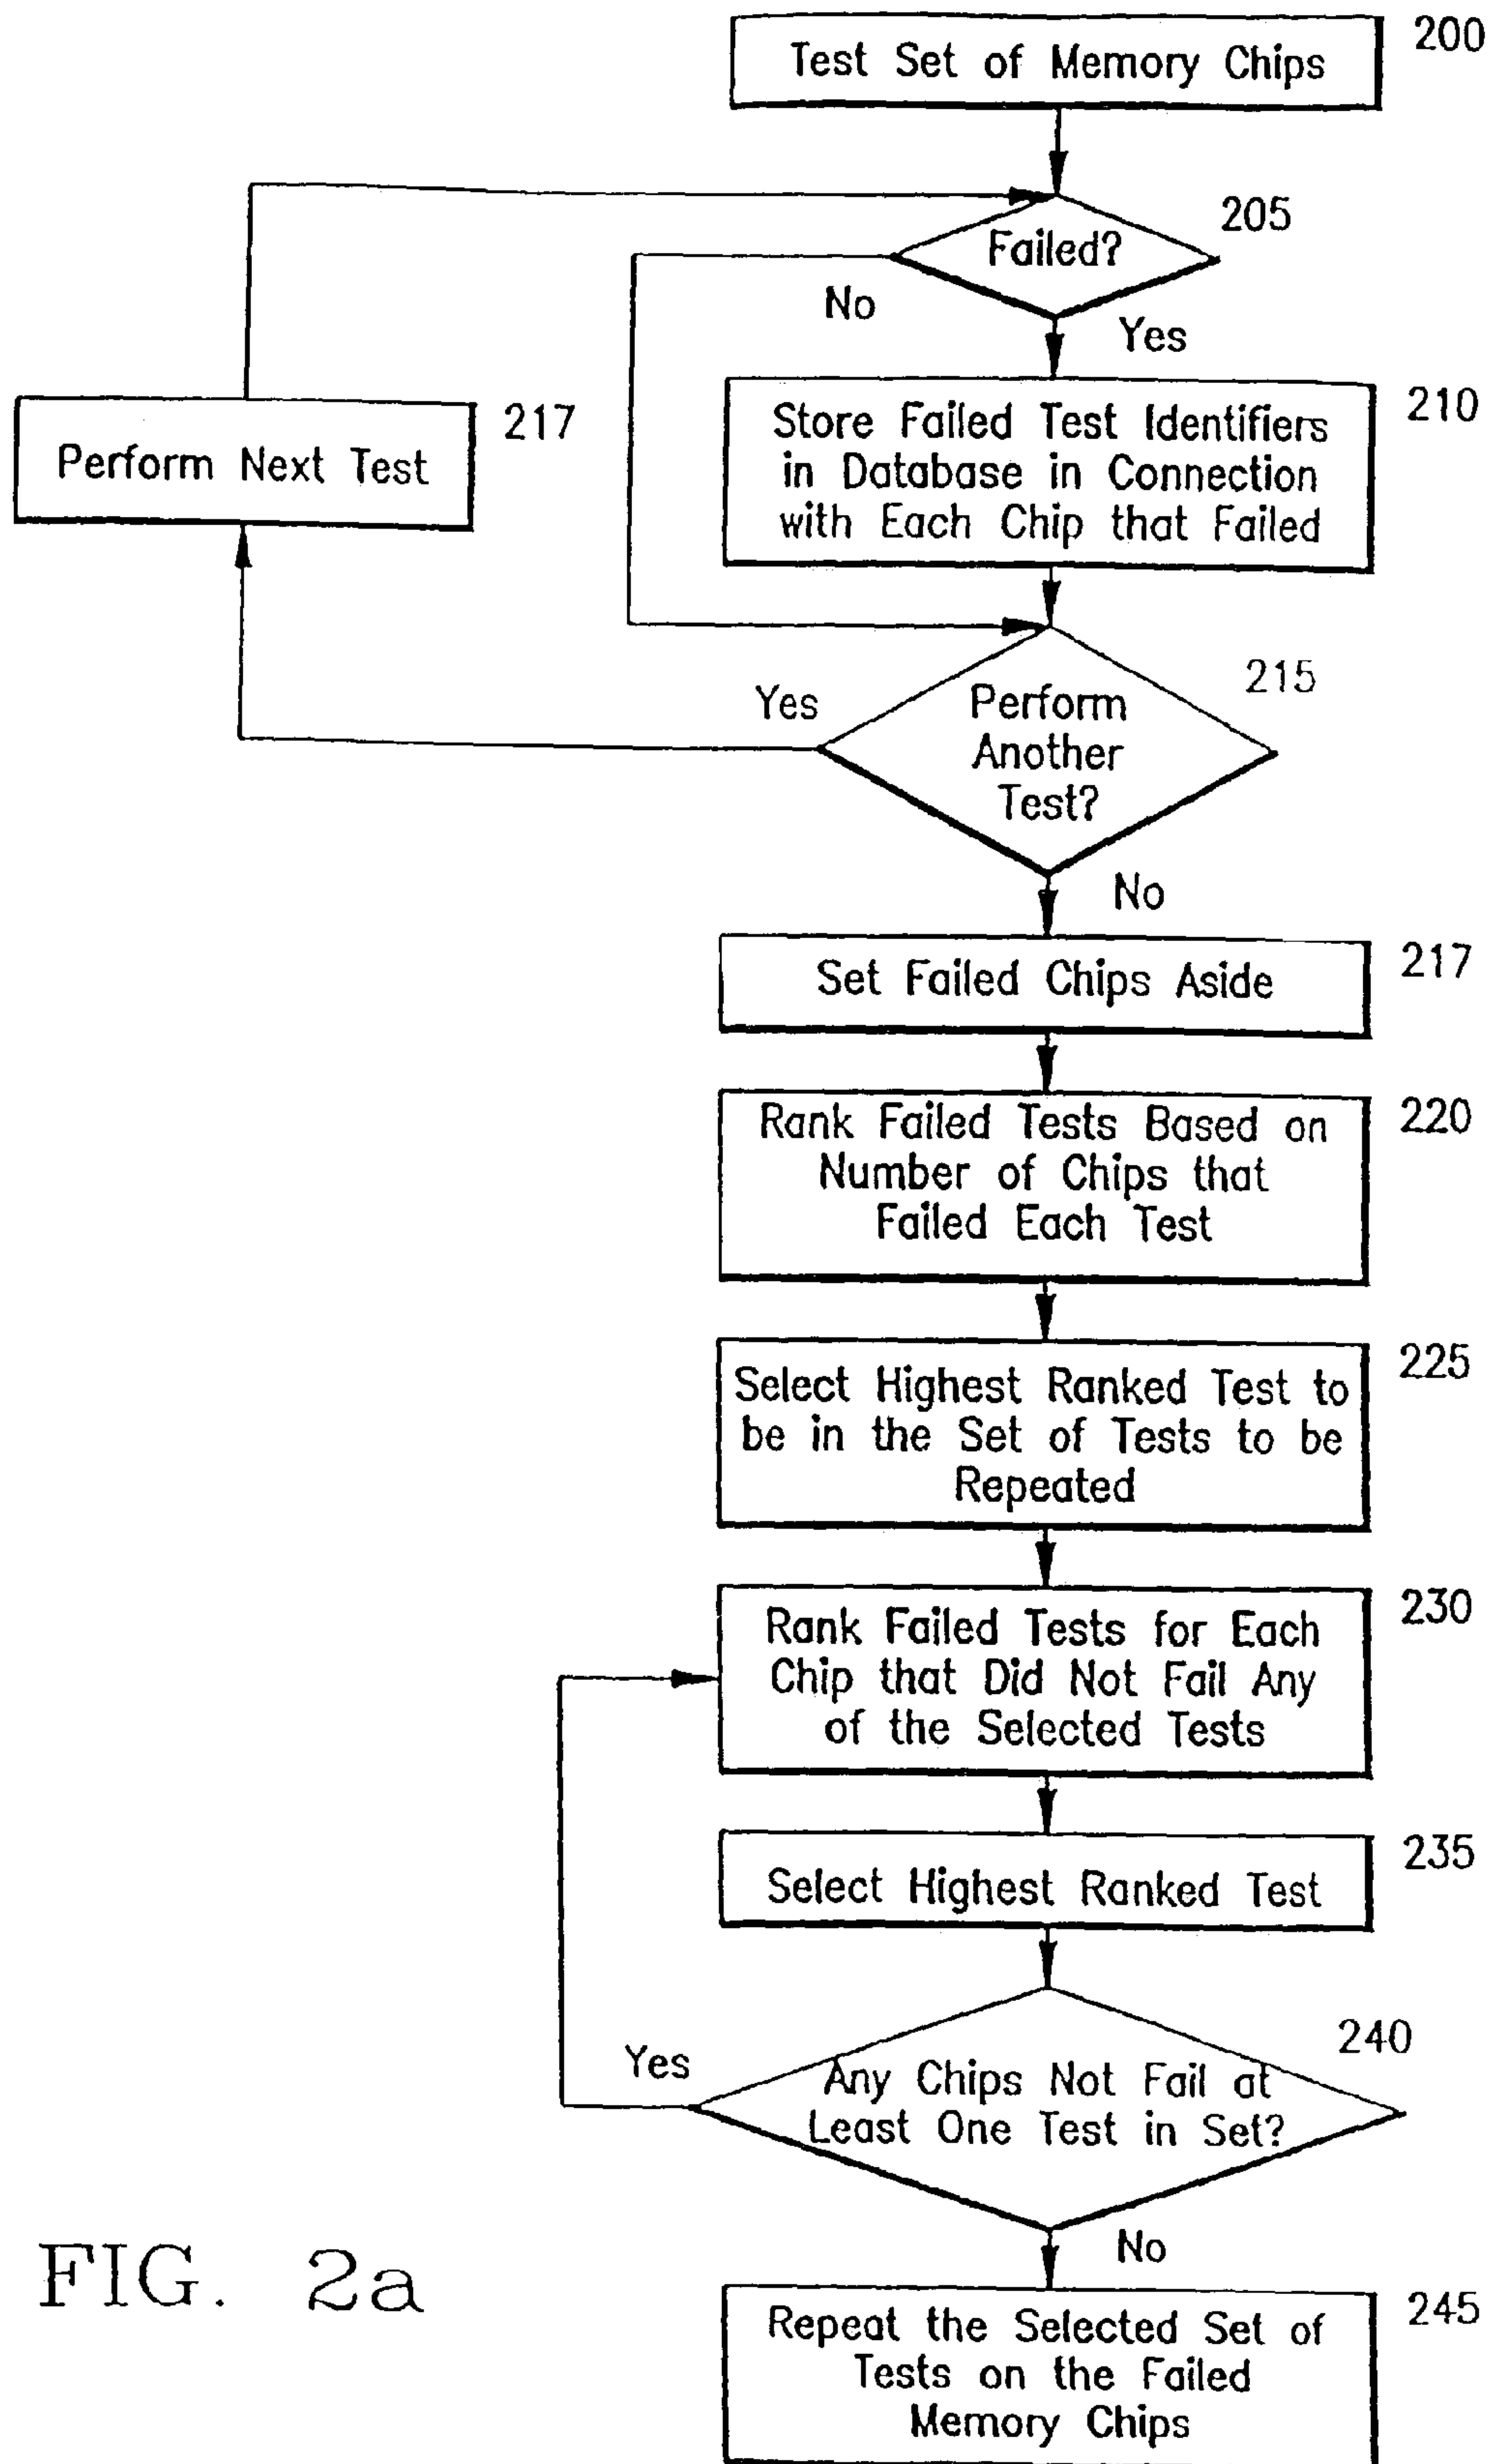 Test Set of Memory Chips
200
Failed?
205
No
Yes
Store Failed Test Identifiers
in Database in Connection
with Each Chip that Failed
210
Perform Next Test
217
Perform
Another
Test?
215
Yes
No
Set Failed Chips Aside
217
Rank Failed Tests Based on
Number of Chips that
Failed Each Test
220
Select Highest Ranked Test to
be in the Set of Tests to be
Repeated
225
Rank Failed Tests for Each
Chip that Did Not Fail Any
of the Selected Tests
230
Select Highest Ranked Test
235
Any Chips Not Fail at
Least One Test in Set?
240
Yes
No
Repeat the Selected Set of
Tests on the Failed
Memory Chips
245
FIG. 2a